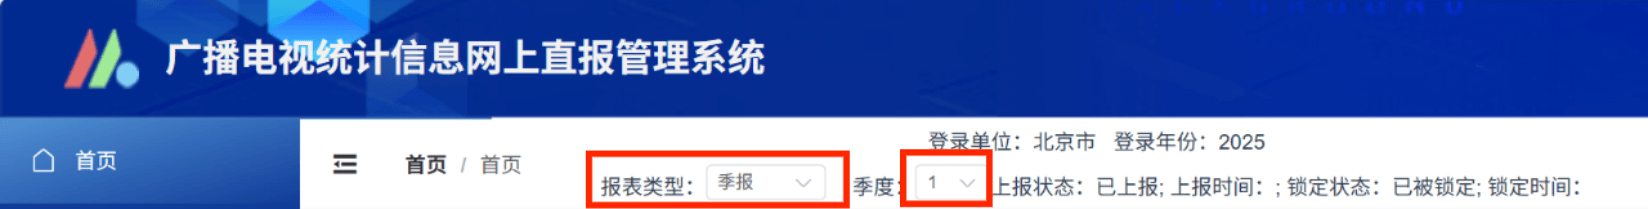 广播电视统计信息网上直报管理系统
登录单位：北京市 登录年份：2025
首页
首页 / 首页
报表类型： 季报 季度： 1 上报状态：已上报; 上报时间：; 锁定状态：已被锁定; 锁定时间：